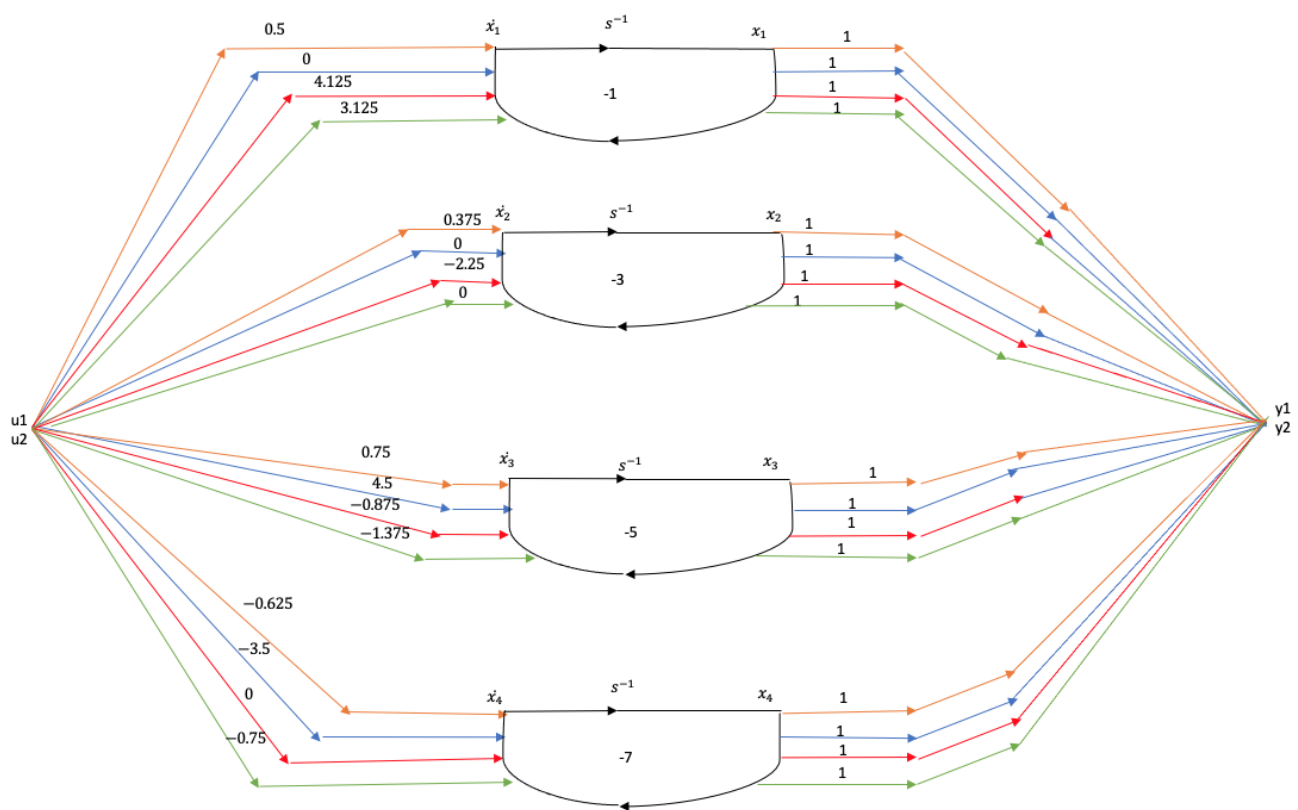 0.5 ẋ₁ s⁻¹ x₁ 1
0 1
4.125 -1 1
3.125 1
0.375 ẋ₂ s⁻¹ x₂ 1
0 1
−2.25 -3 1
0 1
u1 y1
u2 y2
0.75 ẋ₃ s⁻¹ x₃ 1
4.5 1
−0.875 -5 1
−1.375 1
−0.625
−3.5
0 ẋ₄ s⁻¹ x₄ 1
−0.75 1
-7 1
1